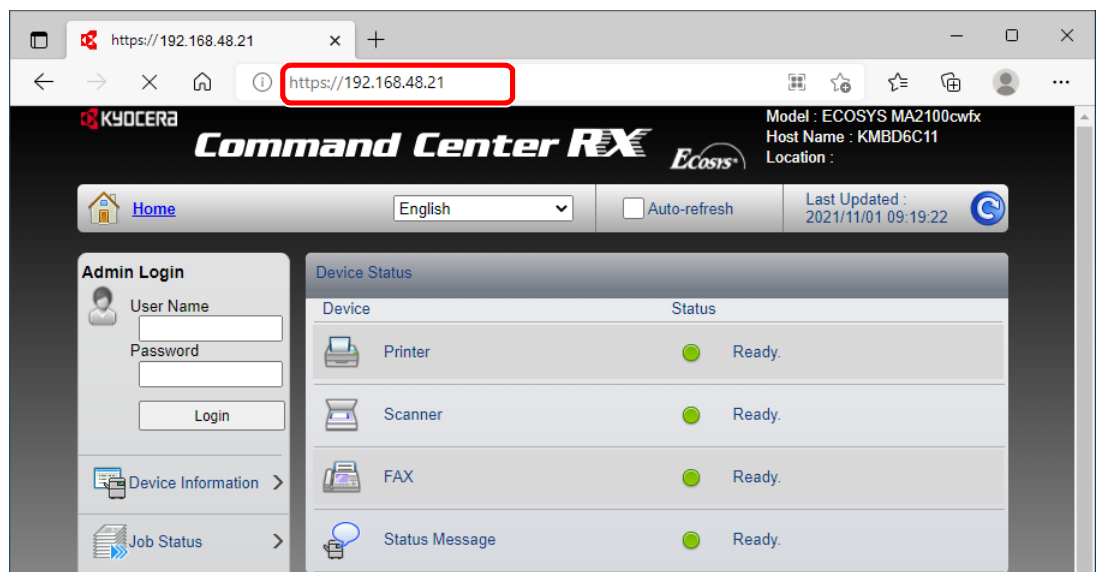 https://192.168.48.21
https://192.168.48.21
KYOCERA
Command Center RX
Ecosys
Model : ECOSYS MA2100cwfx
Host Name : KMBD6C11
Location :
Home
English
Auto-refresh
Last Updated :
2021/11/01 09:19:22
Admin Login
User Name
Password
Login
Device Information
Job Status
Device Status
Device Status
Printer Ready.
Scanner Ready.
FAX Ready.
Status Message Ready.